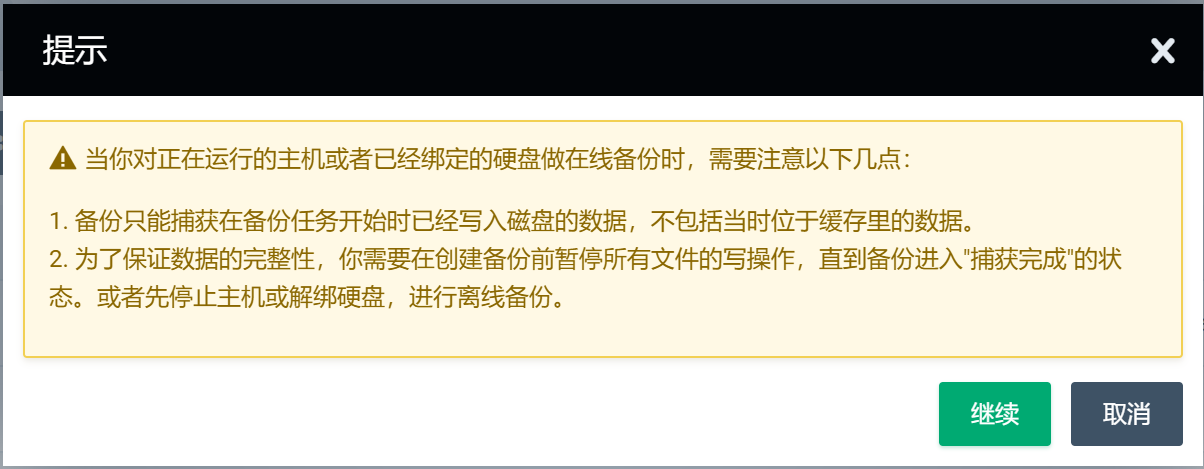 提示
当你对正在运行的主机或者已经绑定的硬盘做在线备份时，需要注意以下几点：
1. 备份只能捕获在备份任务开始时已经写入磁盘的数据，不包括当时位于缓存里的数据。
2. 为了保证数据的完整性，你需要在创建备份前暂停所有文件的写操作，直到备份进入"捕获完成"的状
态。或者先停止主机或解绑硬盘，进行离线备份。
继续
取消